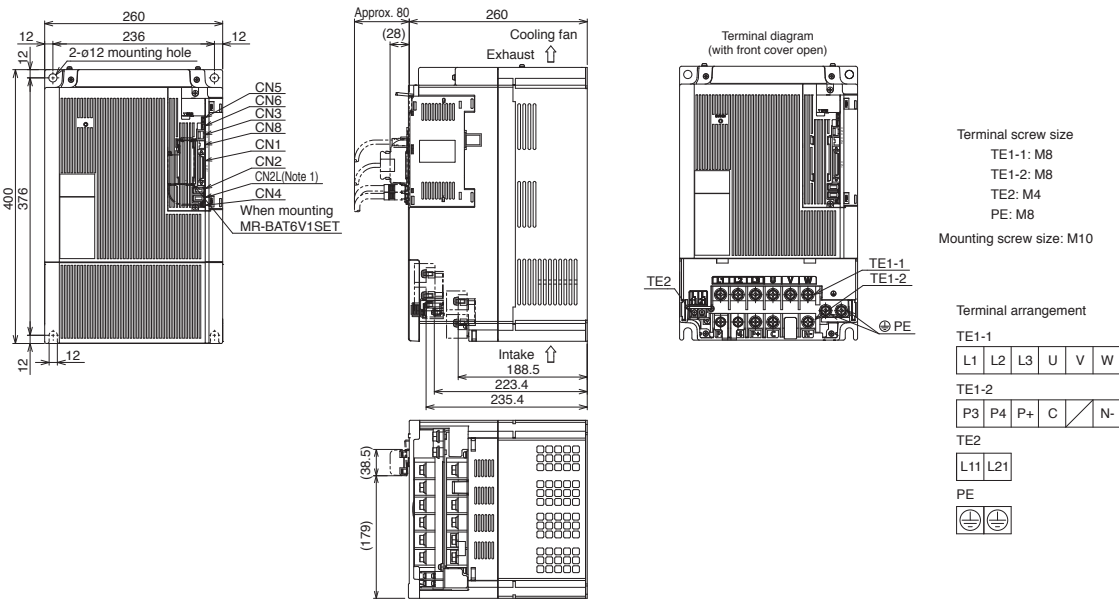 260
12
236
12
12
2-ø12 mounting hole
CN5
CN6
CN3
CN8
CN1
CN2
CN2L(Note 1)
CN4
When mounting
MR-BAT6V1SET
400
376
12
12
Approx. 80
260
(28)
Cooling fan
Exhaust
Intake
188.5
223.4
235.4
(38.5)
(179)
Terminal diagram
(with front cover open)
TE2
L1 L2 L3 U V W
TE1-1
TE1-2
PE
Terminal screw size
TE1-1: M8
TE1-2: M8
TE2: M4
PE: M8
Mounting screw size: M10
Terminal arrangement
TE1-1
L1 L2 L3 U V W
TE1-2
P3 P4 P+ C N-
TE2
L11 L21
PE